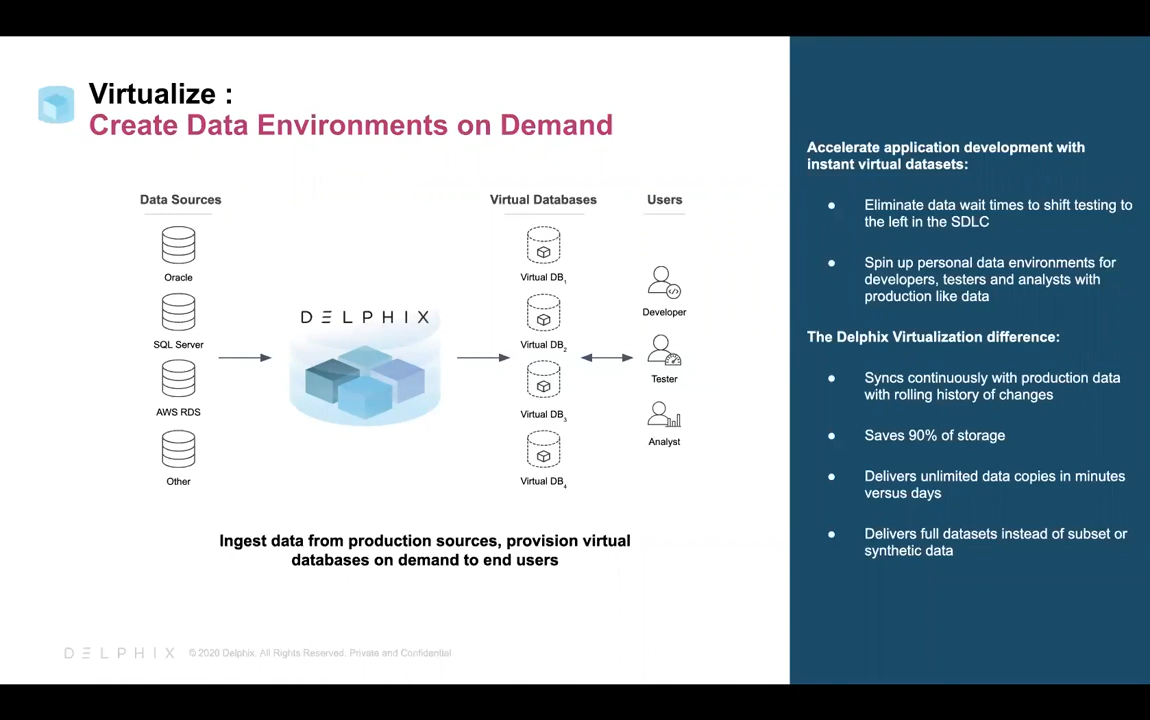 Virtualize :
Create Data Environments on Demand
Data Sources
Oracle
SQL Server
AWS RDS
Other
DELPHIX
Virtual Databases
Virtual DB1
Virtual DB2
Virtual DB3
Virtual DB4
Users
Developer
Tester
Analyst
Ingest data from production sources, provision virtual
databases on demand to end users
DELPHIX © 2020 Delphix. All Rights Reserved. Private and Confidential
Accelerate application development with
instant virtual datasets:
● Eliminate data wait times to shift testing to
the left in the SDLC
● Spin up personal data environments for
developers, testers and analysts with
production like data
The Delphix Virtualization difference:
● Syncs continuously with production data
with rolling history of changes
● Saves 90% of storage
● Delivers unlimited data copies in minutes
versus days
● Delivers full datasets instead of subset or
synthetic data